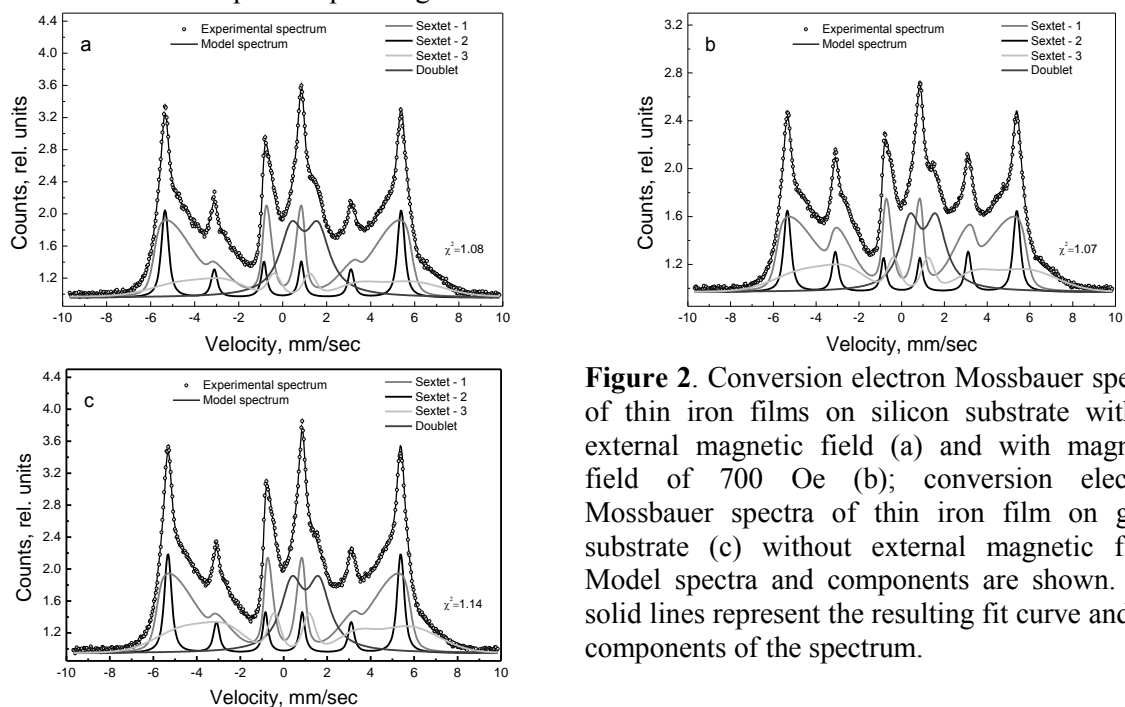 4.4
a
Experimental spectrum
Model spectrum
Sextet - 1
Sextet - 2
Sextet - 3
Doublet
4.0
3.6
3.2
2.8
2.4
2.0
1.6
1.2
Counts, rel. units
χ²=1.08
-10 -8 -6 -4 -2 0 2 4 6 8 10
Velocity, mm/sec
3.2
b
Experimental spectrum
Model spectrum
Sextet - 1
Sextet - 2
Sextet - 3
Doublet
2.8
2.4
2.0
1.6
1.2
Counts, rel. units
χ²=1.07
-10 -8 -6 -4 -2 0 2 4 6 8 10
Velocity, mm/sec
4.4
c
Experimental spectrum
Model spectrum
Sextet - 1
Sextet - 2
Sextet - 3
Doublet
4.0
3.6
3.2
2.8
2.4
2.0
1.6
1.2
Counts, rel. units
χ²=1.14
-10 -8 -6 -4 -2 0 2 4 6 8 10
Velocity, mm/sec
Figure 2. Conversion electron Mossbauer spe
of thin iron films on silicon substrate with
external magnetic field (a) and with magn
field of 700 Oe (b); conversion elec
Mossbauer spectra of thin iron film on g
substrate (c) without external magnetic f
Model spectra and components are shown.
solid lines represent the resulting fit curve and
components of the spectrum.